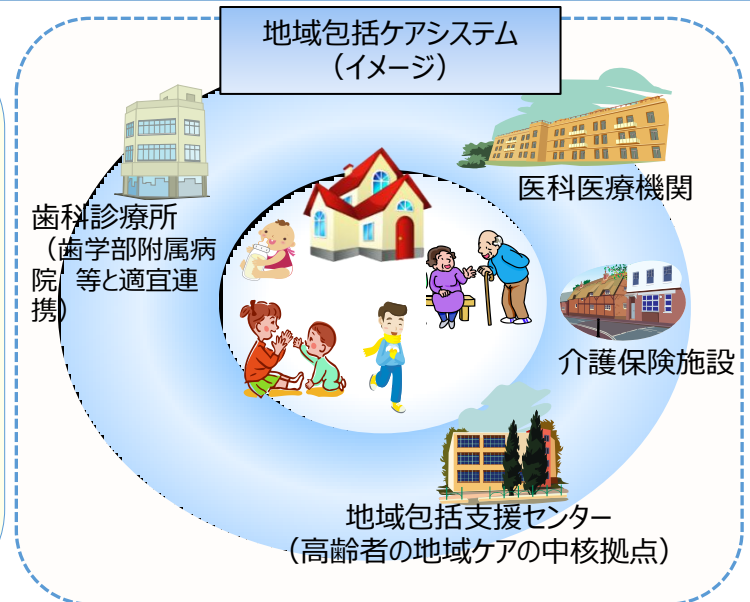 地域包括ケアシステム
（イメージ）
歯科診療所
（歯学部附属病
院 等と適宜連
携）
医科医療機関
介護保険施設
地域包括支援センター
（高齢者の地域ケアの中核拠点）